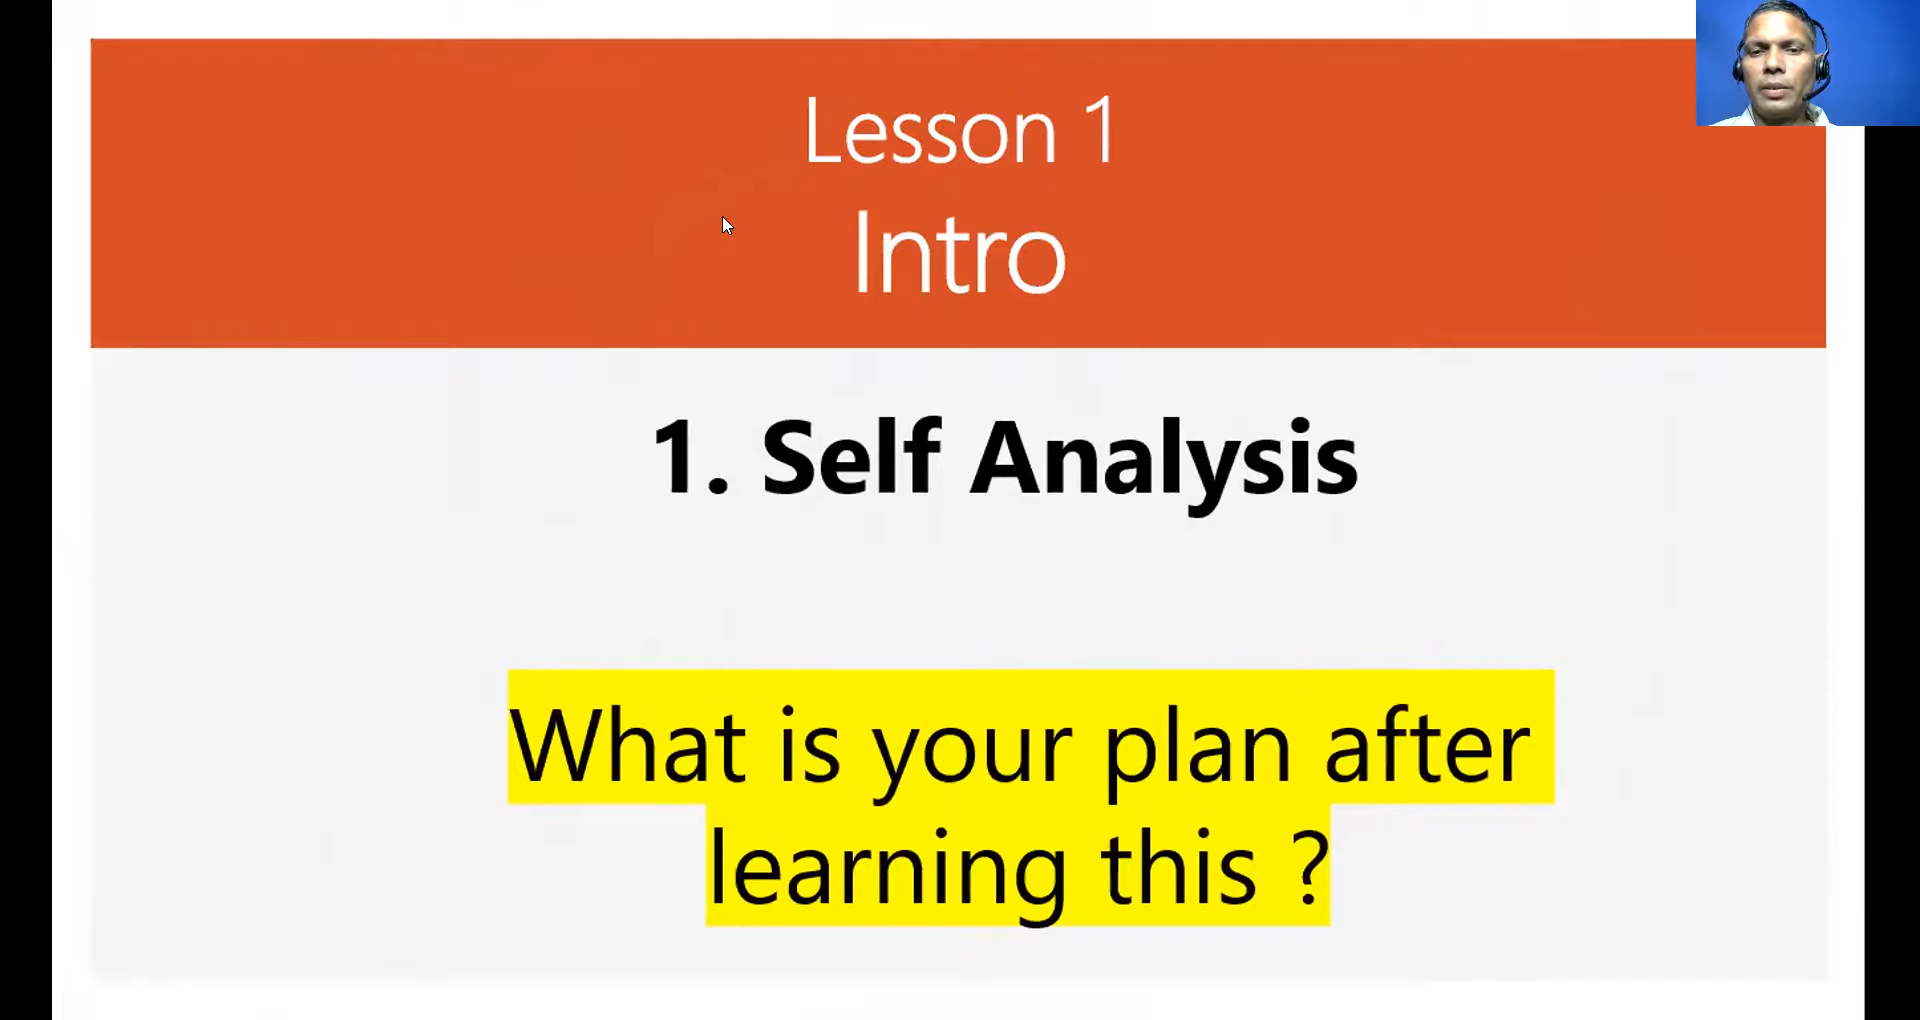 Lesson 1
Intro
1. Self Analysis
What is your plan after
learning this ?